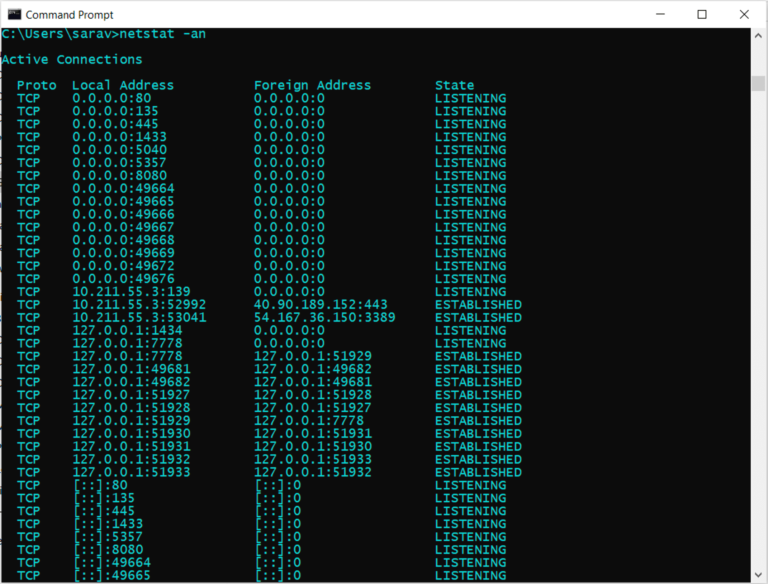 Command Prompt
C:\Users\sarav>netstat -an
Active Connections
Proto Local Address Foreign Address State
TCP 0.0.0.0:80 0.0.0.0:0 LISTENING
TCP 0.0.0.0:135 0.0.0.0:0 LISTENING
TCP 0.0.0.0:445 0.0.0.0:0 LISTENING
TCP 0.0.0.0:1433 0.0.0.0:0 LISTENING
TCP 0.0.0.0:5040 0.0.0.0:0 LISTENING
TCP 0.0.0.0:5357 0.0.0.0:0 LISTENING
TCP 0.0.0.0:8080 0.0.0.0:0 LISTENING
TCP 0.0.0.0:49664 0.0.0.0:0 LISTENING
TCP 0.0.0.0:49665 0.0.0.0:0 LISTENING
TCP 0.0.0.0:49666 0.0.0.0:0 LISTENING
TCP 0.0.0.0:49667 0.0.0.0:0 LISTENING
TCP 0.0.0.0:49668 0.0.0.0:0 LISTENING
TCP 0.0.0.0:49669 0.0.0.0:0 LISTENING
TCP 0.0.0.0:49672 0.0.0.0:0 LISTENING
TCP 0.0.0.0:49676 0.0.0.0:0 LISTENING
TCP 10.211.55.3:139 0.0.0.0:0 LISTENING
TCP 10.211.55.3:52992 40.90.189.152:443 ESTABLISHED
TCP 10.211.55.3:53041 54.167.36.150:3389 ESTABLISHED
TCP 127.0.0.1:1434 0.0.0.0:0 LISTENING
TCP 127.0.0.1:7778 0.0.0.0:0 LISTENING
TCP 127.0.0.1:7778 127.0.0.1:51929 ESTABLISHED
TCP 127.0.0.1:49681 127.0.0.1:49682 ESTABLISHED
TCP 127.0.0.1:49682 127.0.0.1:49681 ESTABLISHED
TCP 127.0.0.1:51927 127.0.0.1:51928 ESTABLISHED
TCP 127.0.0.1:51928 127.0.0.1:51927 ESTABLISHED
TCP 127.0.0.1:51929 127.0.0.1:7778 ESTABLISHED
TCP 127.0.0.1:51930 127.0.0.1:51931 ESTABLISHED
TCP 127.0.0.1:51931 127.0.0.1:51930 ESTABLISHED
TCP 127.0.0.1:51932 127.0.0.1:51933 ESTABLISHED
TCP 127.0.0.1:51933 127.0.0.1:51932 ESTABLISHED
TCP [::]:80 [::]:0 LISTENING
TCP [::]:135 [::]:0 LISTENING
TCP [::]:445 [::]:0 LISTENING
TCP [::]:1433 [::]:0 LISTENING
TCP [::]:5357 [::]:0 LISTENING
TCP [::]:8080 [::]:0 LISTENING
TCP [::]:49664 [::]:0 LISTENING
TCP [::]:49665 [::]:0 LISTENING